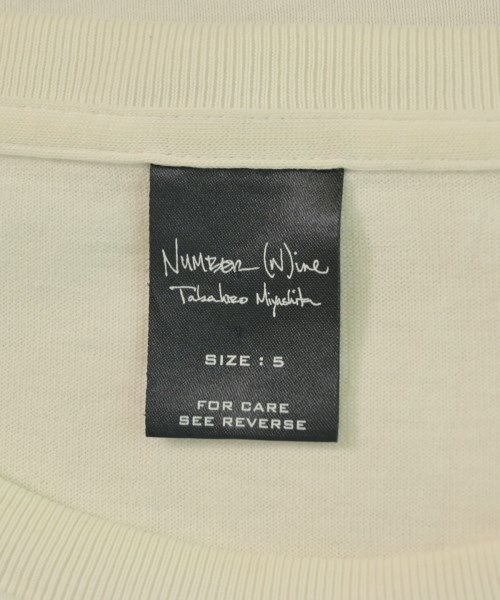 NUMBER (N)ine
Takahiro Miyashita
SIZE : 5
FOR CARE
SEE REVERSE